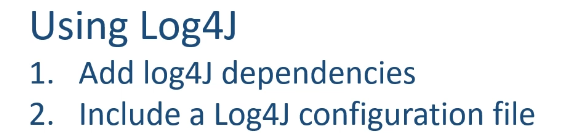 Using Log4J
1. Add log4J dependencies
2. Include a Log4J configuration file